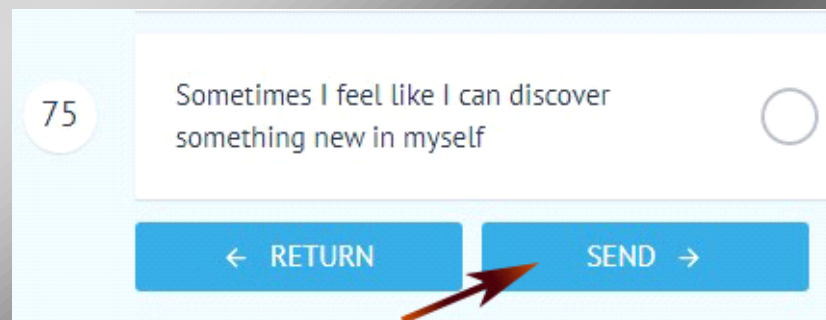 75
Sometimes I feel like I can discover
something new in myself
← RETURN
SEND →